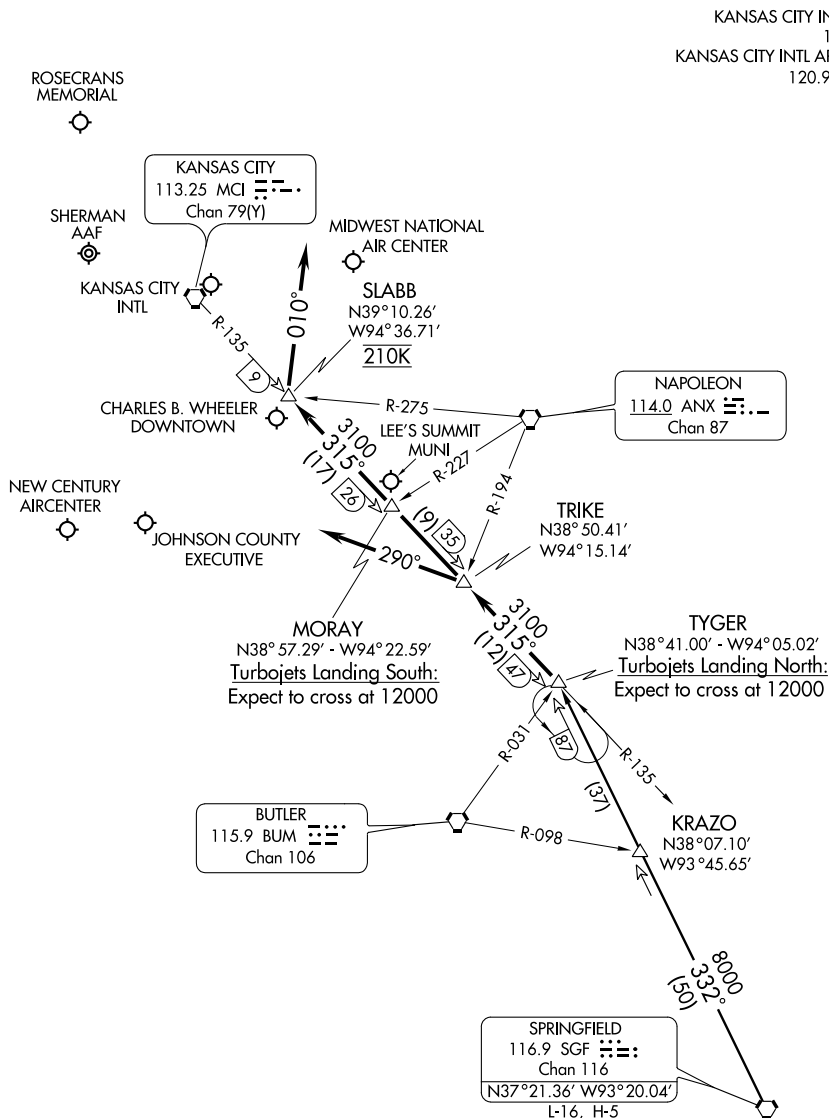 KANSAS CITY IN
1
KANSAS CITY INTL AR
120.9
ROSECRANS
MEMORIAL
KANSAS CITY
113.25 MCI
Chan 79(Y)
SHERMAN
AAF
MIDWEST NATIONAL
AIR CENTER
KANSAS CITY
INTL
010°
R-135
9
SLABB
N39°10.26'
W94°36.71'
210K
NAPOLEON
114.0 ANX
Chan 87
R-275
CHARLES B. WHEELER
DOWNTOWN
LEE'S SUMMIT
MUNI
3100
315°
(17)
26
R-227
R-194
NEW CENTURY
AIRCENTER
JOHNSON COUNTY
EXECUTIVE
(9)
35
290°
TRIKE
N38°50.41'
W94°15.14'
MORAY
N38°57.29' - W94°22.59'
Turbojets Landing South:
Expect to cross at 12000
3100
315°
(12)
47
TYGER
N38°41.00' - W94°05.02'
Turbojets Landing North:
Expect to cross at 12000
R-031
87
R-135
(37)
BUTLER
115.9 BUM
Chan 106
R-098
KRAZO
N38°07.10'
W93°45.65'
8000
332°
(50)
SPRINGFIELD
116.9 SGF
Chan 116
N37°21.36' W93°20.04'
L-16, H-5